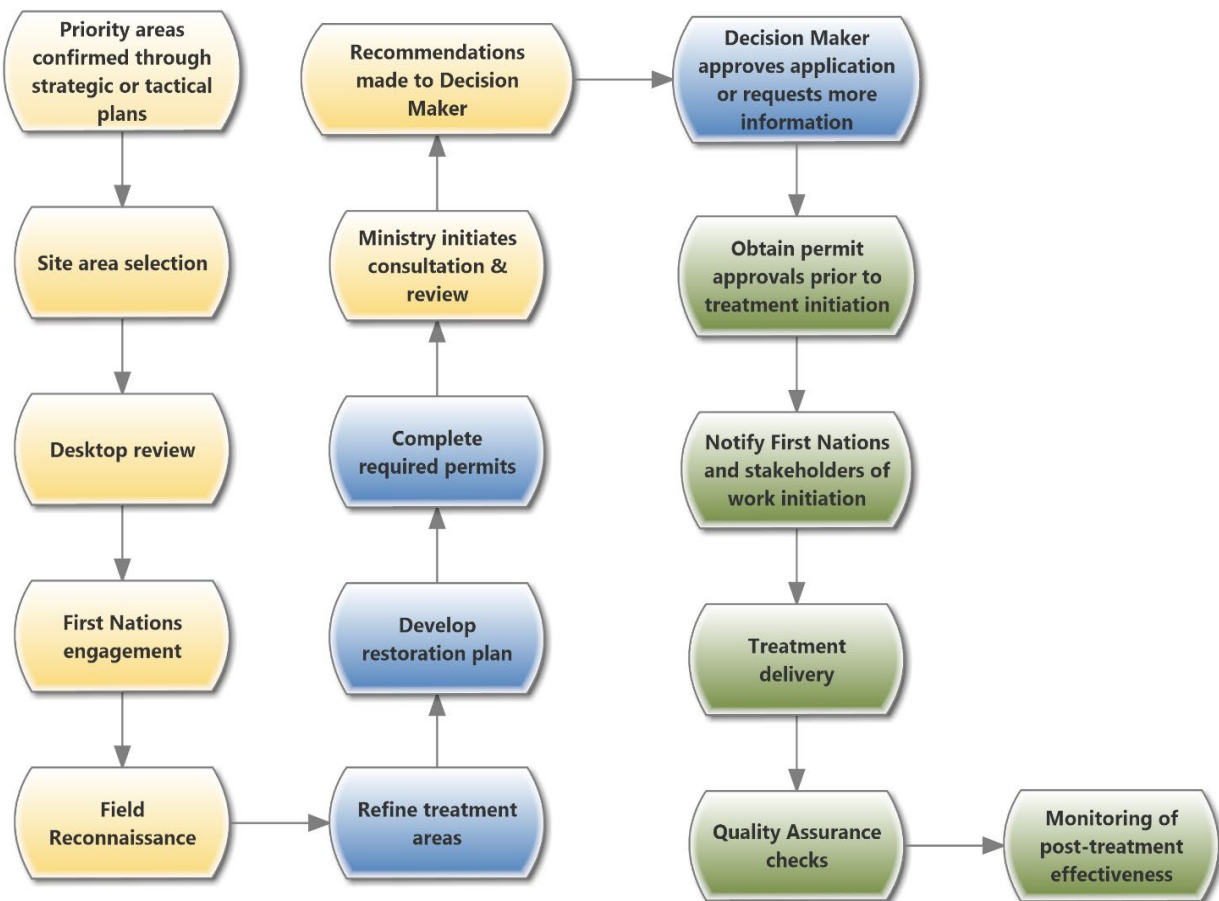 Priority areas
confirmed through
strategic or tactical
plans
Site area selection
Desktop review
First Nations
engagement
Field
Reconnaissance
Refine treatment
areas
Develop
restoration plan
Complete
required permits
Ministry initiates
consultation &
review
Recommendations
made to Decision
Maker
Decision Maker
approves application
or requests more
information
Obtain permit
approvals prior to
treatment initiation
Notify First Nations
and stakeholders of
work initiation
Treatment
delivery
Quality Assurance
checks
Monitoring of
post-treatment
effectiveness